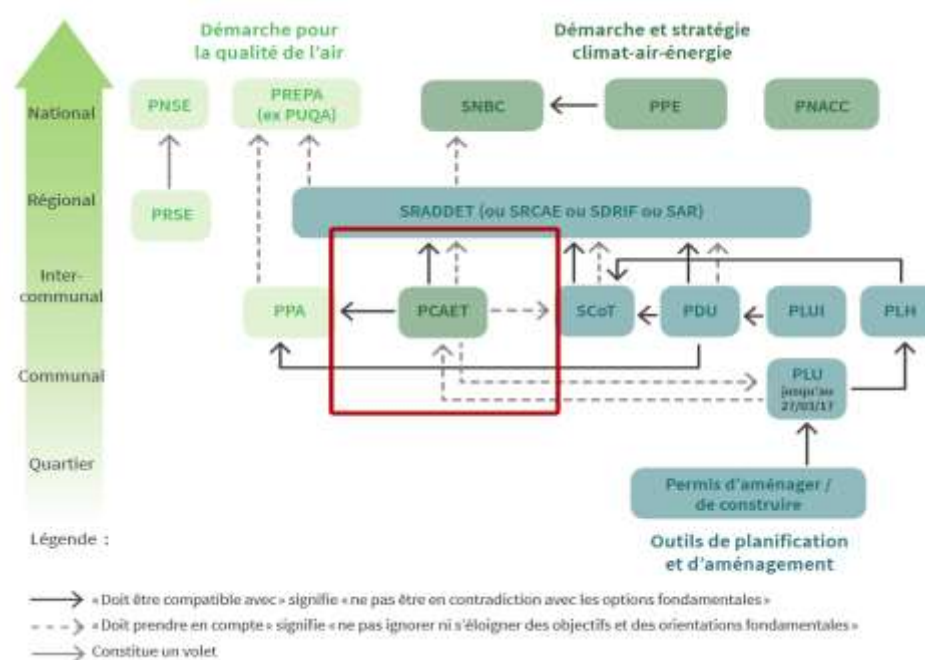 Démarche pour
la qualité de l'air
Démarche et stratégie
climat-air-énergie
National
PNSE
PREPA
(ex PUQA)
SNBC
PPE
PNACC
Régional
PRSE
SRADDET (ou SRCAE ou SDRIF ou SAR)
Inter-
communal
PPA
PCAET
SCoT
PDU
PLUI
PLH
Communal
PLU
jusqu'au
27/03/17
Quartier
Permis d'aménager /
de construire
Légende :
Outils de planification
et d'aménagement
« Doit être compatible avec » signifie « ne pas être en contradiction avec les options fondamentales »
« Doit prendre en compte » signifie « ne pas ignorer ni s'éloigner des objectifs et des orientations fondamentales »
Constitue un volet